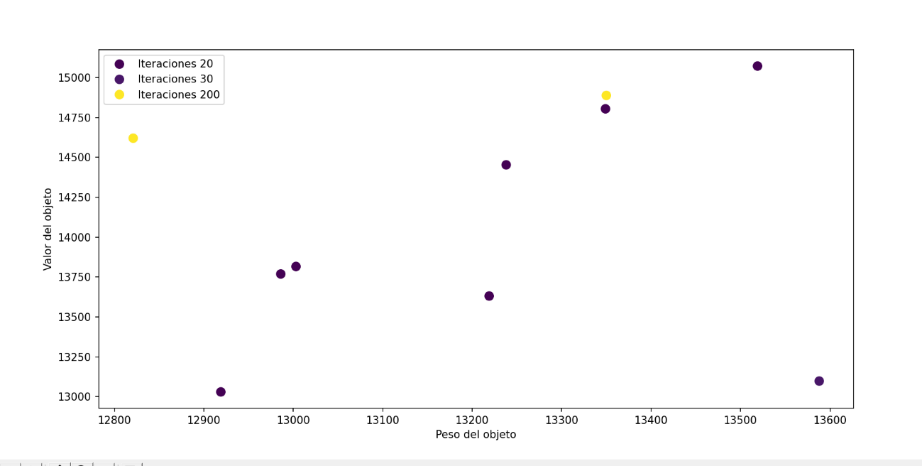 Iteraciones 20
Iteraciones 30
Iteraciones 200
15000
14750
14500
14250
14000
13750
13500
13250
13000
Valor del objeto
12800 12900 13000 13100 13200 13300 13400 13500 13600
Peso del objeto